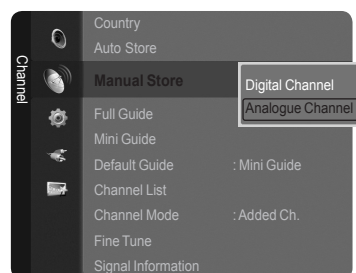 Channel
Country
Auto Store
Manual Store
Digital Channel
Analogue Channel
Full Guide
Mini Guide
Default Guide : Mini Guide
Channel List
Channel Mode : Added Ch.
Fine Tune
Signal Information